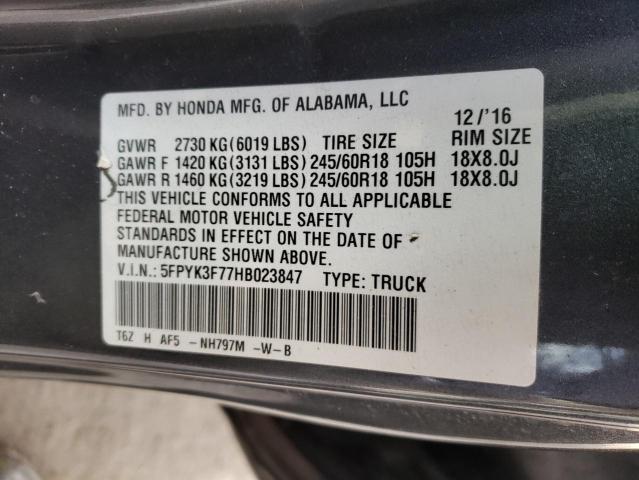 MFD. BY HONDA MFG. OF ALABAMA, LLC 12/'16
GVWR 2730 KG(6019 LBS) TIRE SIZE RIM SIZE
GAWR F 1420 KG(3131 LBS) 245/60R18 105H 18X8.0J
GAWR R 1460 KG(3219 LBS) 245/60R18 105H 18X8.0J
THIS VEHICLE CONFORMS TO ALL APPLICABLE
FEDERAL MOTOR VEHICLE SAFETY
STANDARDS IN EFFECT ON THE DATE OF
MANUFACTURE SHOWN ABOVE.
V.I.N.: 5FPYK3F77HB023847 TYPE: TRUCK
T6Z H AF5 -NH797M -W-B